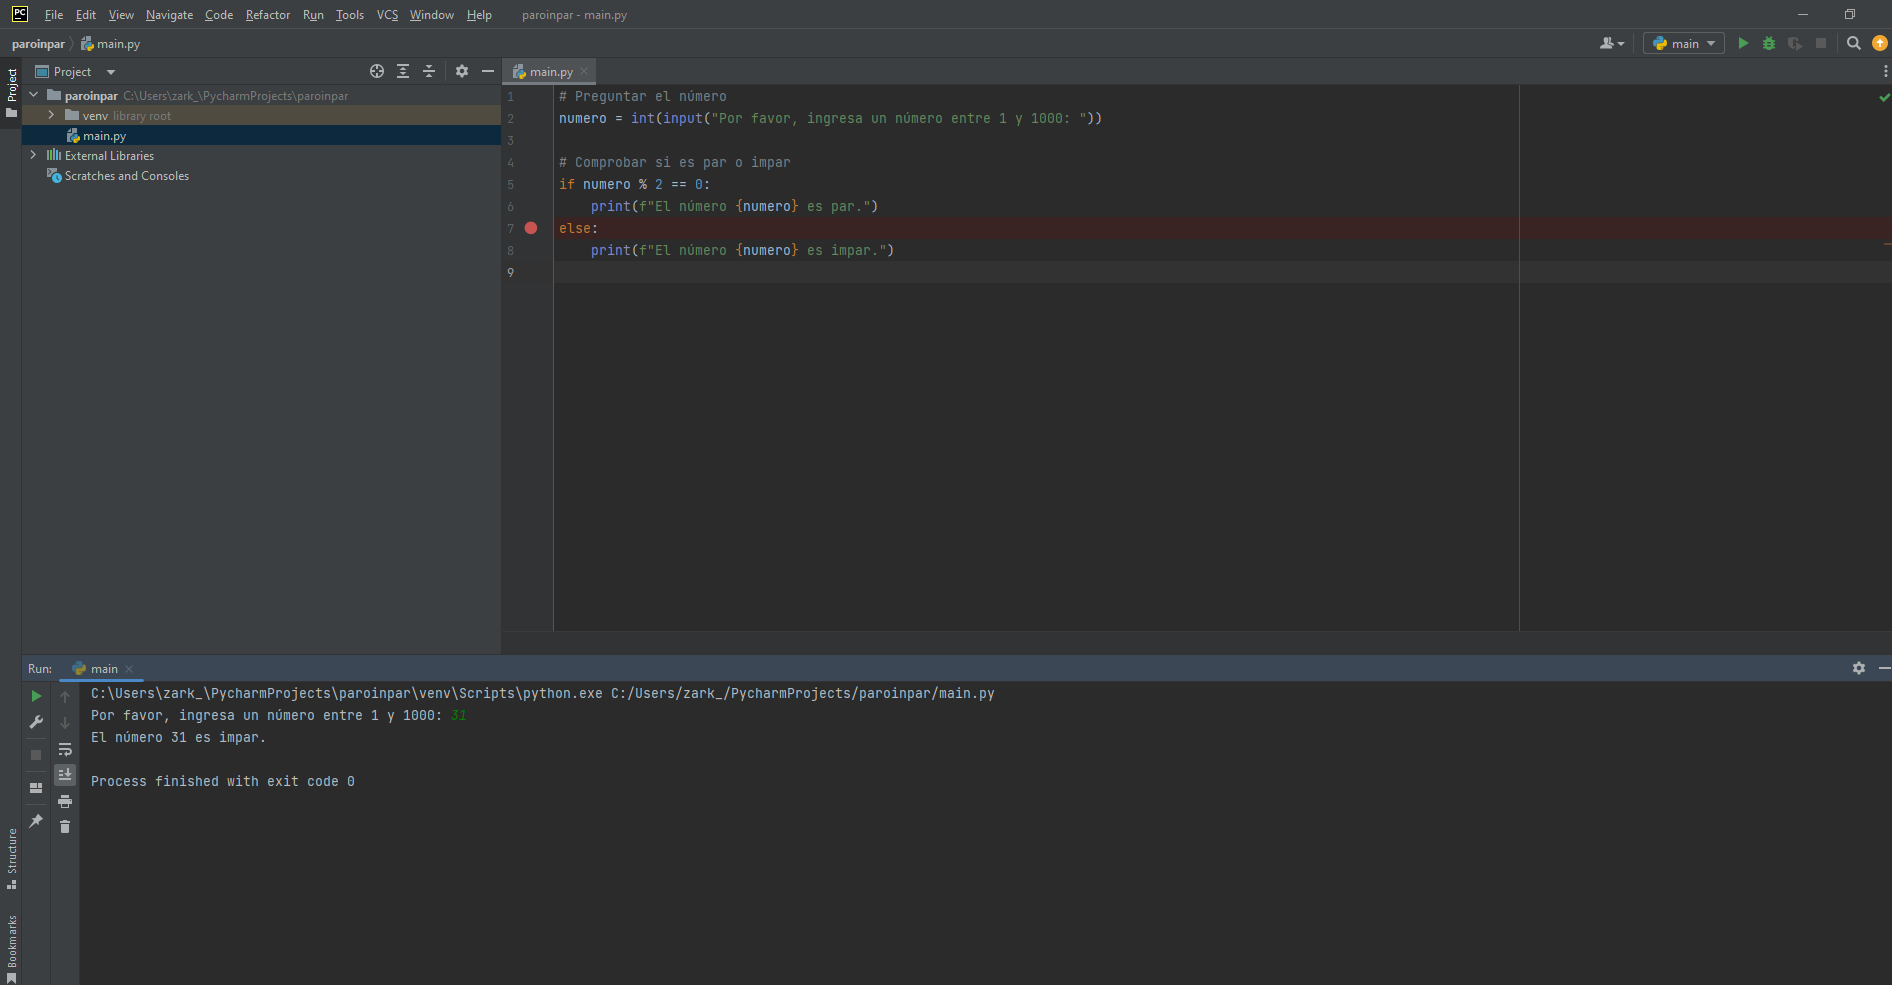 PC File Edit View Navigate Code Refactor Run Tools VCS Window Help paroinpar - main.py
paroinpar main.py main
Project main.py
Project
paroinpar C:\Users\zark_\PycharmProjects\paroinpar
venv library root
main.py
External Libraries
Scratches and Consoles
1 # Preguntar el número
2 numero = int(input("Por favor, ingresa un número entre 1 y 1000: "))
3
4 # Comprobar si es par o impar
5 if numero % 2 == 0:
6 print(f"El número {numero} es par.")
7 else:
8 print(f"El número {numero} es impar.")
9
Run: main
C:\Users\zark_\PycharmProjects\paroinpar\venv\Scripts\python.exe C:/Users/zark_/PycharmProjects/paroinpar/main.py
Por favor, ingresa un número entre 1 y 1000: 31
El número 31 es impar.
Process finished with exit code 0
Structure
Bookmarks